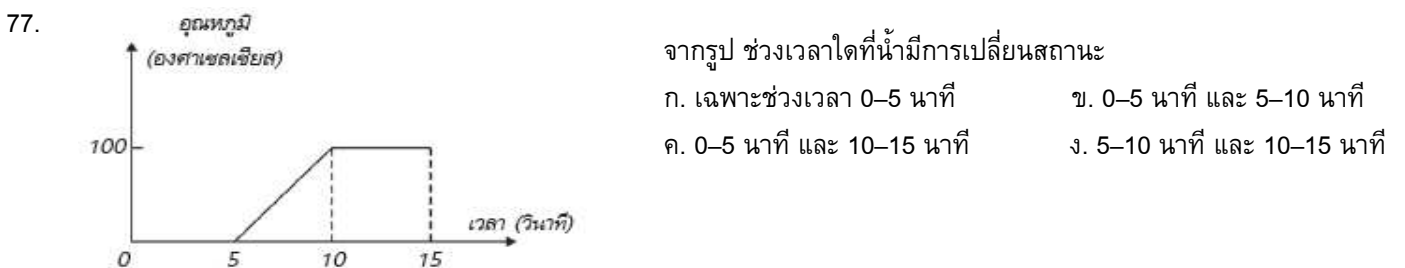 77.
อุณหภูมิ
(องศาเซลเซียส)
100
เวลา (วินาที)
0 5 10 15
จากรูป ช่วงเวลาใดที่น้ำมีการเปลี่ยนสถานะ
ก. เฉพาะช่วงเวลา 0–5 นาที ข. 0–5 นาที และ 5–10 นาที
ค. 0–5 นาที และ 10–15 นาที ง. 5–10 นาที และ 10–15 นาที